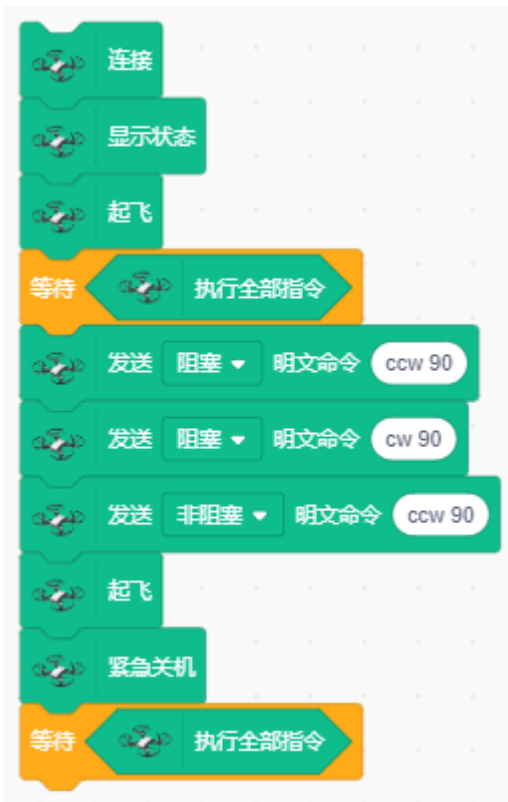 连接
显示状态
起飞
等待 执行全部指令
发送 阻塞 明文命令 ccw 90
发送 阻塞 明文命令 cw 90
发送 非阻塞 明文命令 ccw 90
起飞
紧急关机
等待 执行全部指令